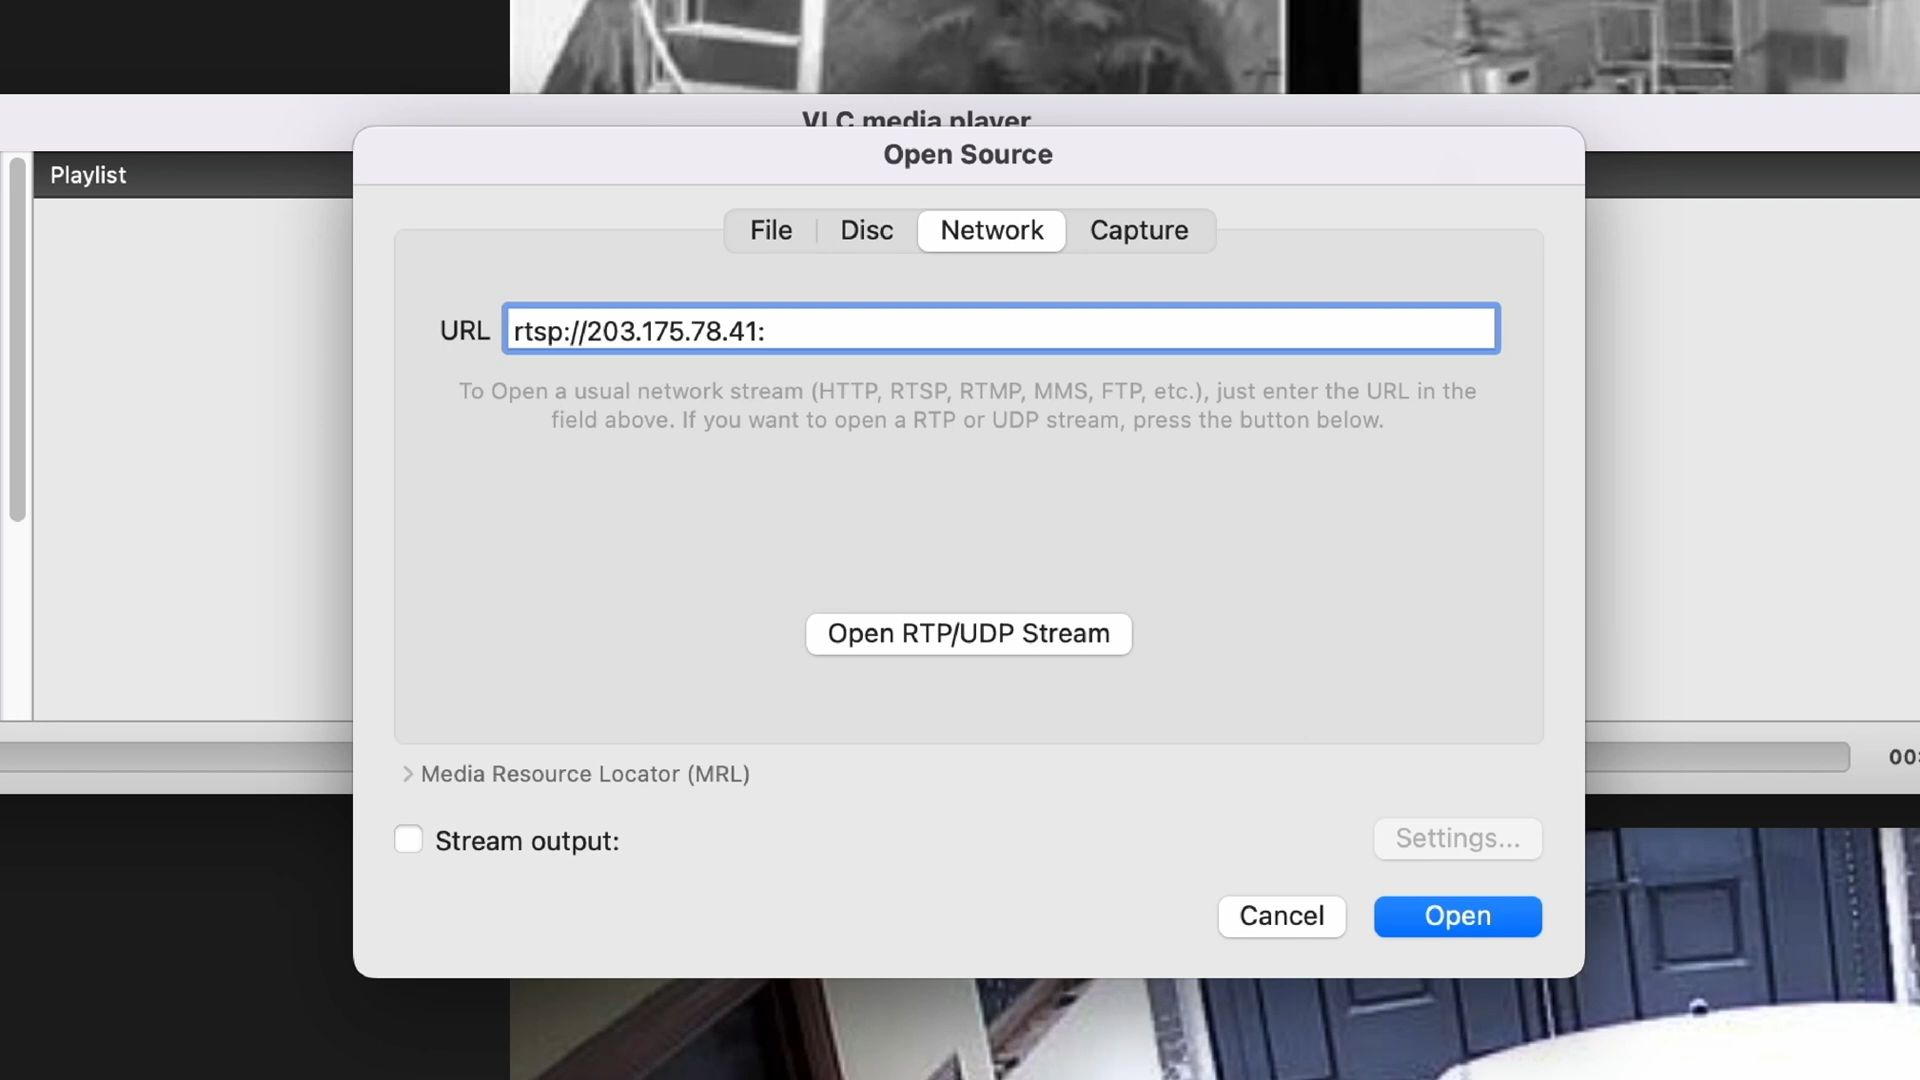 VLC media player
Open Source
Playlist
File Disc Network Capture
URL rtsp://203.175.78.41:
To Open a usual network stream (HTTP, RTSP, RTMP, MMS, FTP, etc.), just enter the URL in the
field above. If you want to open a RTP or UDP stream, press the button below.
Open RTP/UDP Stream
00:
Media Resource Locator (MRL)
Stream output:
Settings...
Cancel Open